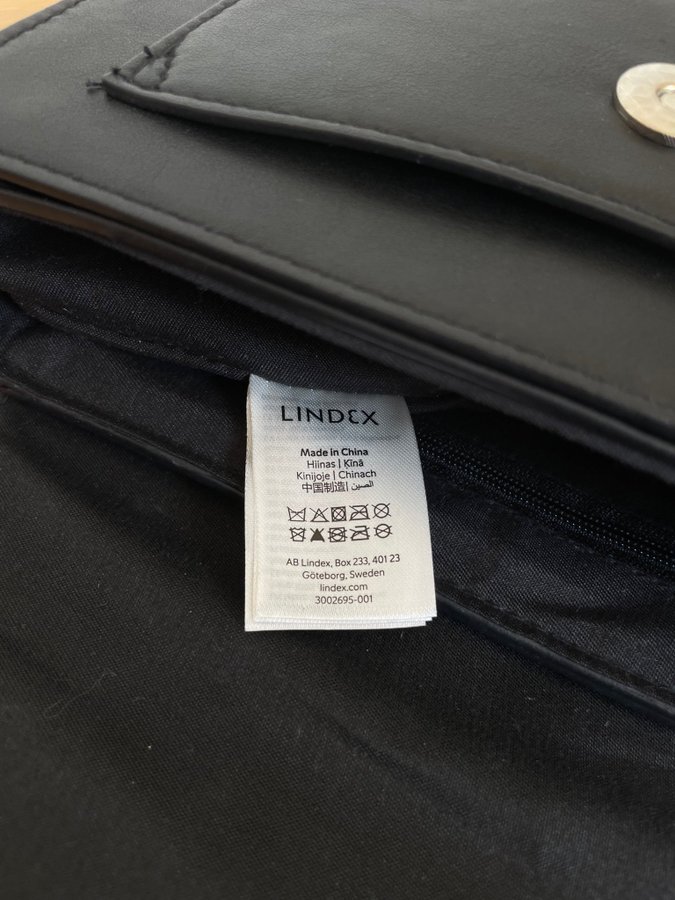 LINDEX
Made in China
Hiinas | Ķīnā
Kinijoje | Chinach
中国制造 | الصين
AB Lindex, Box 233, 401 23
Göteborg, Sweden
lindex.com
3002695-001